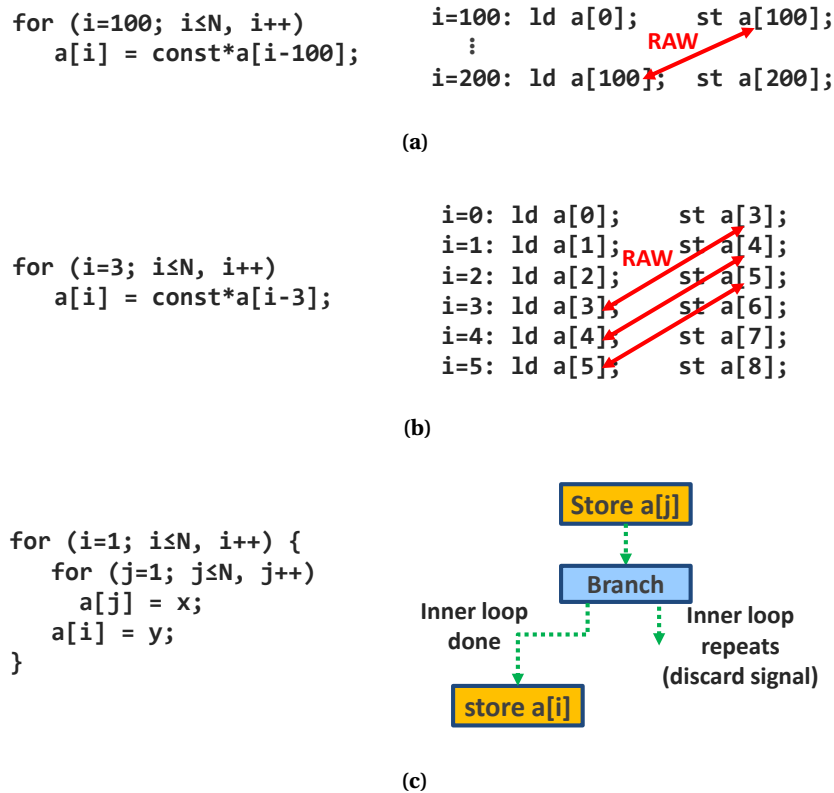 for (i=100; i≤N, i++)
a[i] = const*a[i-100];
i=100: ld a[0]; st a[100];
⋮
RAW
i=200: ld a[100]; st a[200];
(a)
for (i=3; i≤N, i++)
a[i] = const*a[i-3];
i=0: ld a[0]; st a[3];
i=1: ld a[1]; st a[4];
RAW
i=2: ld a[2]; st a[5];
i=3: ld a[3]; st a[6];
i=4: ld a[4]; st a[7];
i=5: ld a[5]; st a[8];
(b)
for (i=1; i≤N, i++) {
for (j=1; j≤N, j++)
a[j] = x;
a[i] = y;
}
Store a[j]
Branch
Inner loop
done
Inner loop
repeats
(discard signal)
store a[i]
(c)